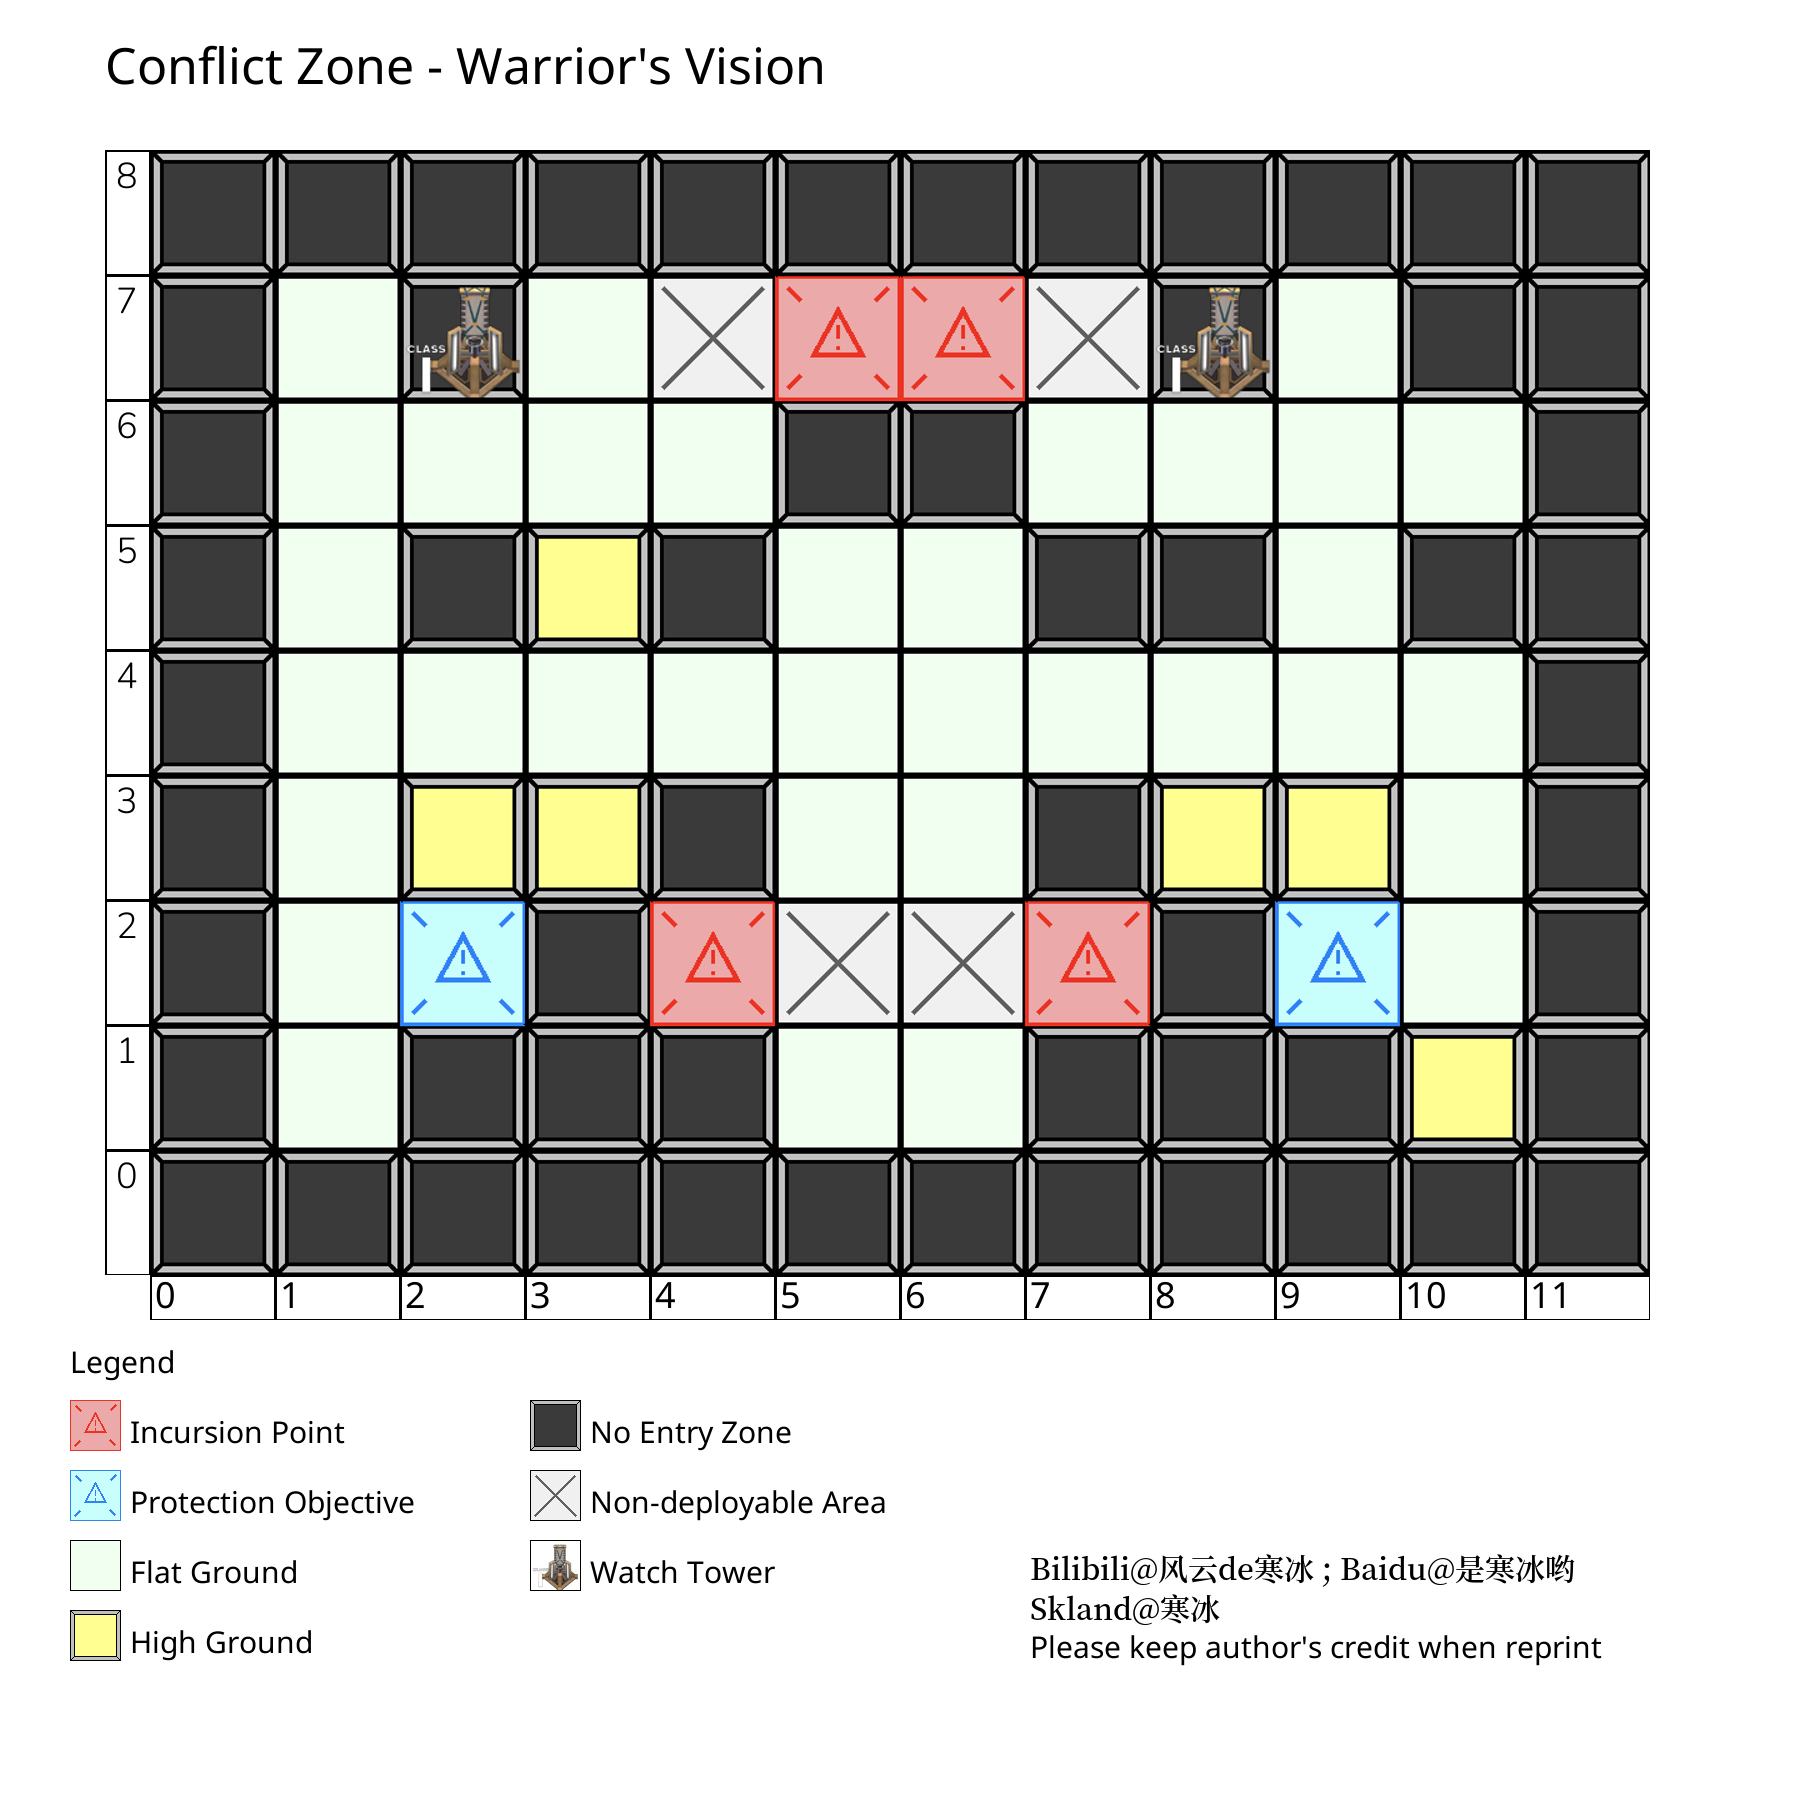 Conflict Zone - Warrior's Vision
8
7
CLASS
I
CLASS
I
6
5
4
3
2
1
0
0 1 2 3 4 5 6 7 8 9 10 11
Legend
Incursion Point
No Entry Zone
Protection Objective
Non-deployable Area
Flat Ground
Watch Tower
High Ground
Bilibili@风云de寒冰 ; Baidu@是寒冰哟
Skland@寒冰
Please keep author's credit when reprint